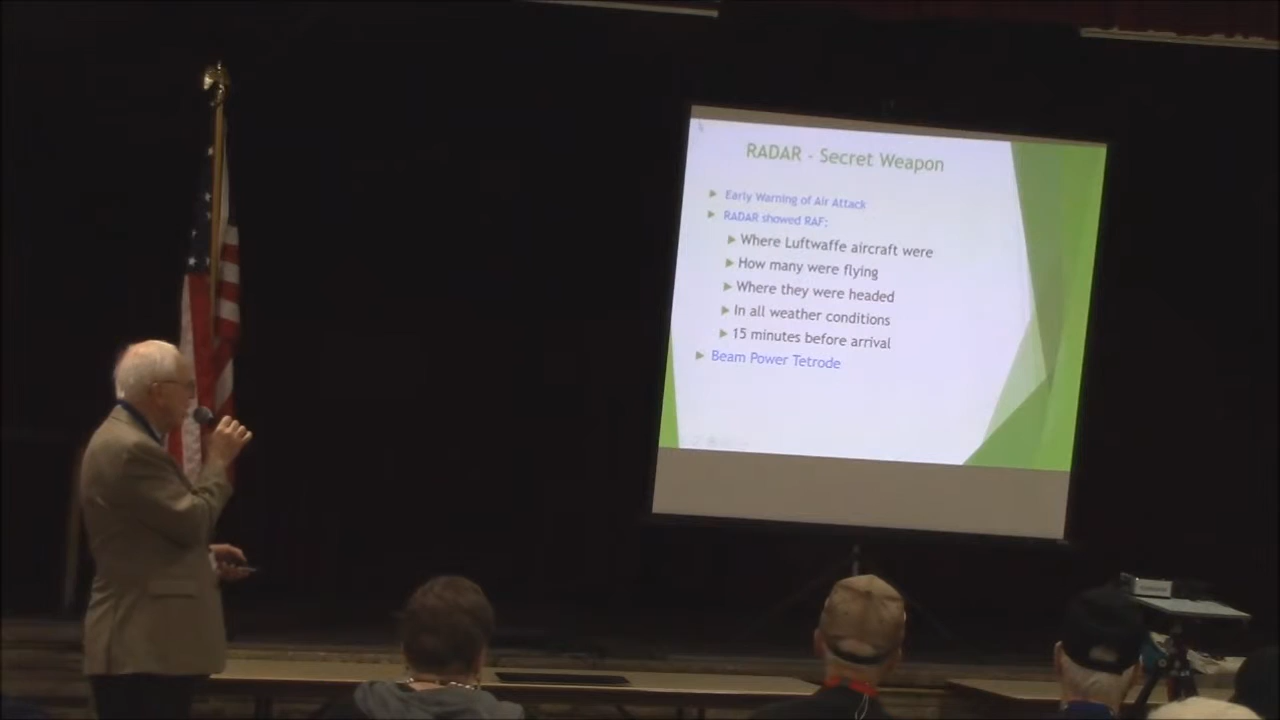 RADAR - Secret Weapon
Early Warning of Air Attack
RADAR showed RAF:
Where Luftwaffe aircraft were
How many were flying
Where they were headed
In all weather conditions
15 minutes before arrival
Beam Power Tetrode